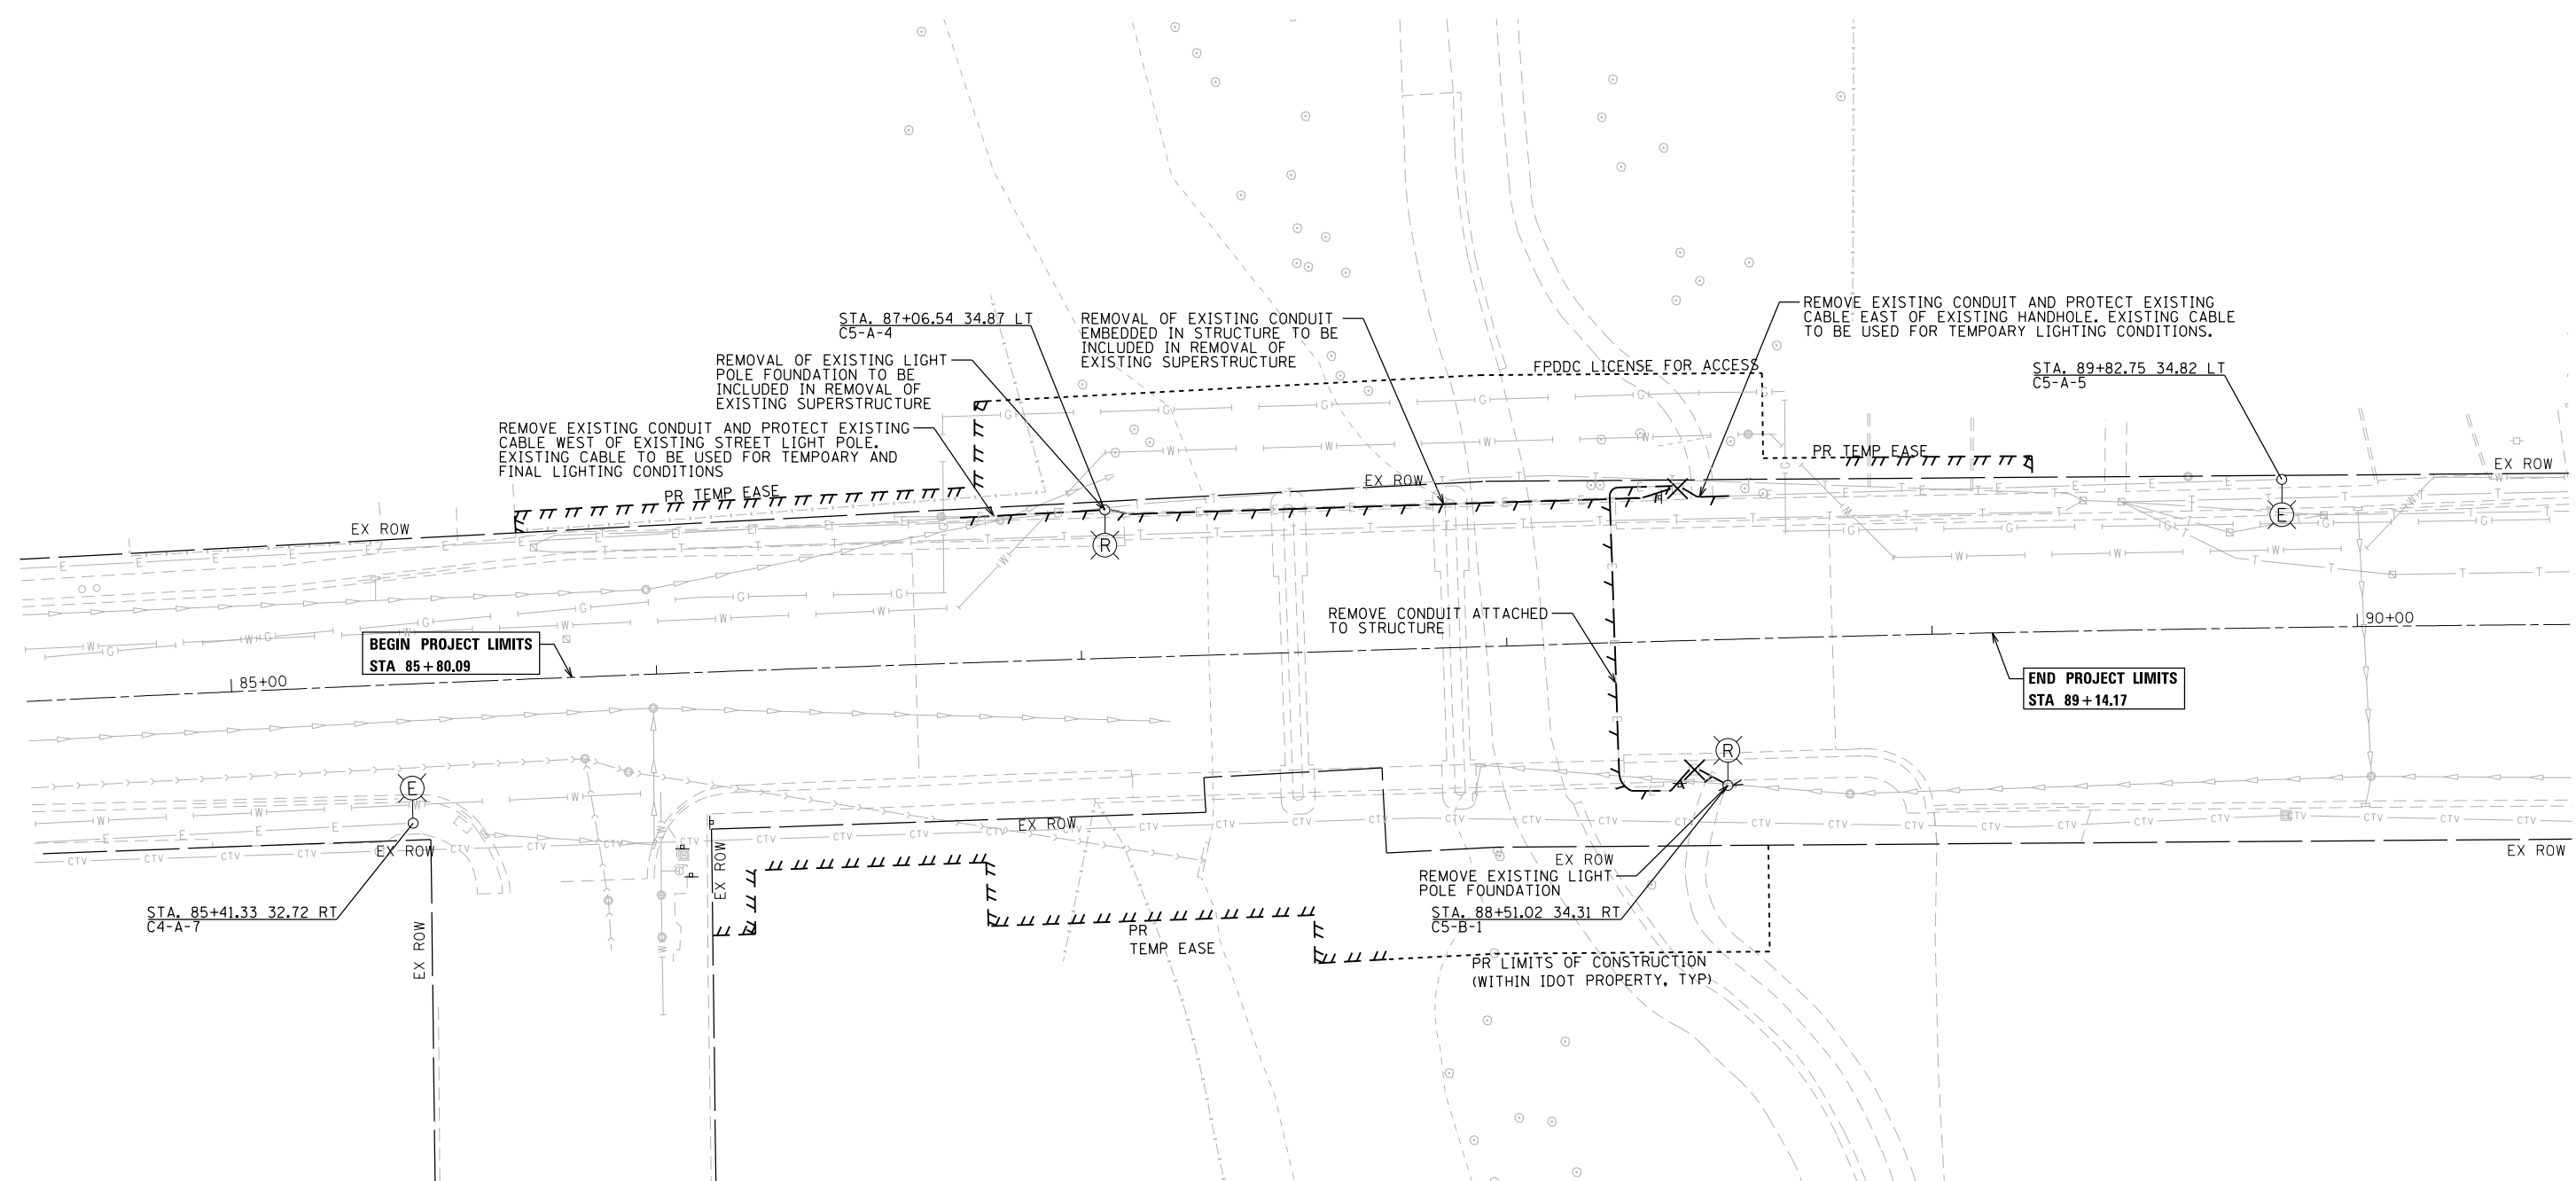 STA. 87+06.54 34.87 LT
C5-A-4
REMOVAL OF EXISTING CONDUIT
EMBEDDED IN STRUCTURE TO BE
INCLUDED IN REMOVAL OF
EXISTING SUPERSTRUCTURE
REMOVE EXISTING CONDUIT AND PROTECT EXISTING
CABLE EAST OF EXISTING HANDHOLE. EXISTING CABLE
TO BE USED FOR TEMPOARY LIGHTING CONDITIONS.
REMOVAL OF EXISTING LIGHT
POLE FOUNDATION TO BE
INCLUDED IN REMOVAL OF
EXISTING SUPERSTRUCTURE
FPDDC LICENSE FOR ACCESS
STA. 89+82.75 34.82 LT
C5-A-5
REMOVE EXISTING CONDUIT AND PROTECT EXISTING
CABLE WEST OF EXISTING STREET LIGHT POLE.
EXISTING CABLE TO BE USED FOR TEMPOARY AND
FINAL LIGHTING CONDITIONS
PR TEMP EASE
PR TEMP EASE
EX ROW
EX ROW
EX ROW
R
E
REMOVE CONDUIT ATTACHED
TO STRUCTURE
BEGIN PROJECT LIMITS
STA 85+80.09
85+00
90+00
END PROJECT LIMITS
STA 89+14.17
E
R
EX ROW
EX ROW
EX ROW
EX ROW
EX ROW
EX ROW
REMOVE EXISTING LIGHT
POLE FOUNDATION
STA. 88+51.02 34.31 RT
C5-B-1
STA. 85+41.33 32.72 RT
C4-A-7
PR
TEMP EASE
PR LIMITS OF CONSTRUCTION
(WITHIN IDOT PROPERTY, TYP)